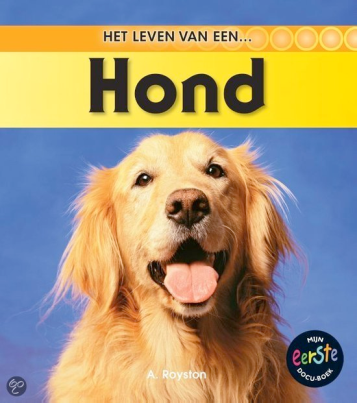 HET LEVEN VAN EEN...
Hond
A. Royston
MIJN
eerste
DOCU-BOEK